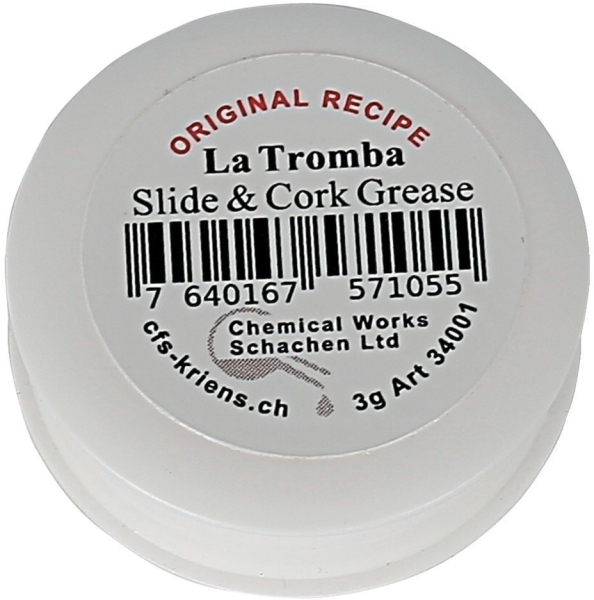 ORIGINAL RECIPE
La Tromba
Slide & Cork Grease
7 640167 571055
Chemical Works
Schachen Ltd
cfs-kriens.ch
3g Art 34001